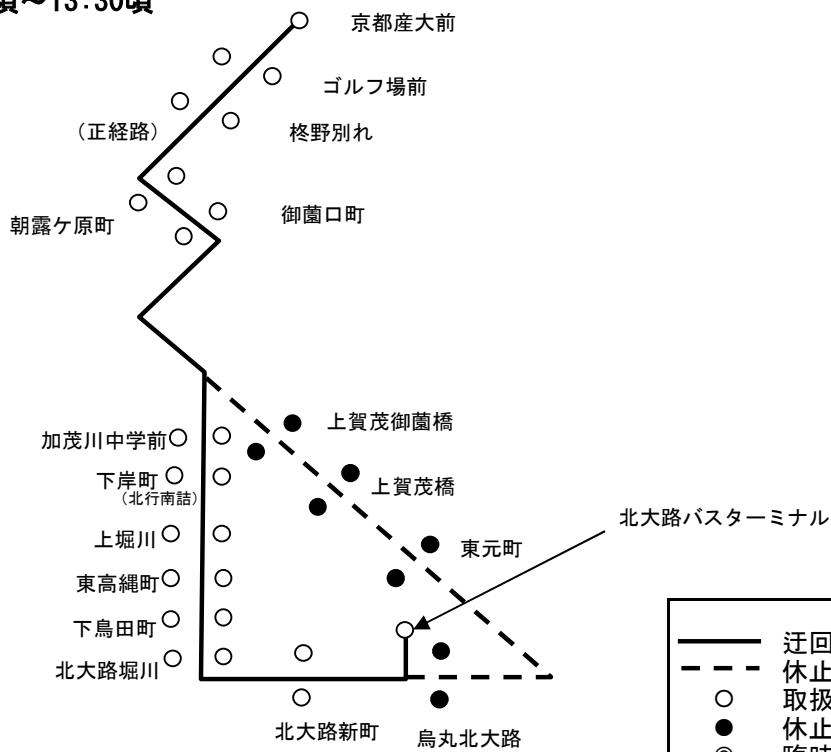 頃～13:30頃
京都産大前
ゴルフ場前
(正経路)
柊野別れ
朝露ケ原町
御薗口町
加茂川中学前
上賀茂御薗橋
下岸町
(北行南詰)
上賀茂橋
北大路バスターミナル
上堀川
東元町
東高縄町
下鳥田町
北大路堀川
北大路新町
烏丸北大路
迂回
休止
取扱
休止